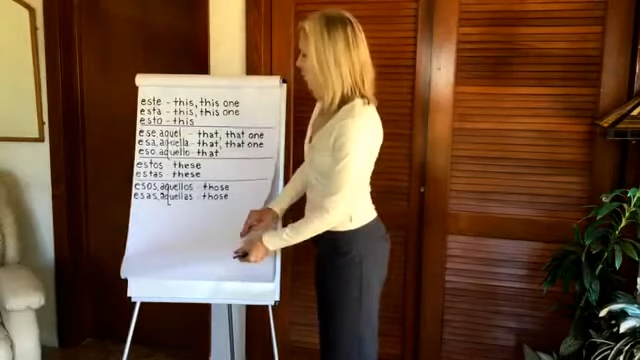 este - this, this one
esta - this, this one
esto - this
ese, aquel - that, that one
esa, aquella - that, that one
eso, aquello - that
estos these
estas - these
esos, aquellos - those
esas, aquellas - those